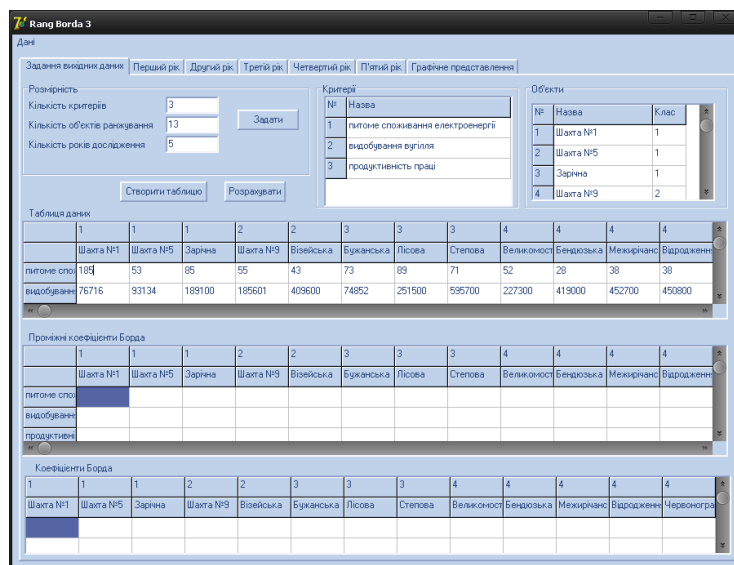 Rang Borda 3
Дані
Задання вихідних даних Перший рік Другий рік Третій рік Четвертий рік П'ятий рік Графічне представлення
Розмірність
Кількість критеріїв 3
Кількість об'єктів ранжування 13
Кількість років дослідження 5
Задати
Створити таблицю Розрахувати
Критерії
№ Назва
1 питоме споживання електроенергії
2 видобування вугілля
3 продуктивність праці
Об'єкти
№ Назва Клас
1 Шахта №1 1
2 Шахта №5 1
3 Зарічна 1
4 Шахта №9 2
Таблиця даних
1 1 1 2 2 3 3 3 4 4 4 4
Шахта №1 Шахта №5 Зарічна Шахта №9 Візейська Бужанська Лісова Степова Великомост Бендюзька Межирічанс Відродження
питоме спо 185 53 85 55 43 73 89 71 52 28 38 38
видобуванн 76716 93134 189100 185601 409600 74852 251500 595700 227300 419000 452700 450800
Проміжні коефіцієнти Борда
1 1 1 2 2 3 3 3 4 4 4 4
Шахта №1 Шахта №5 Зарічна Шахта №9 Візейська Бужанська Лісова Степова Великомост Бендюзька Межирічанс Відродженн
питоме спо
видобуванн
продуктивні
Коефіцієнти Борда
1 1 1 2 2 3 3 3 4 4 4 4 4
Шахта №1 Шахта №5 Зарічна Шахта №9 Візейська Бужанська Лісова Степова Великомост Бендюзька Межирічанс Відродженн Червоногра